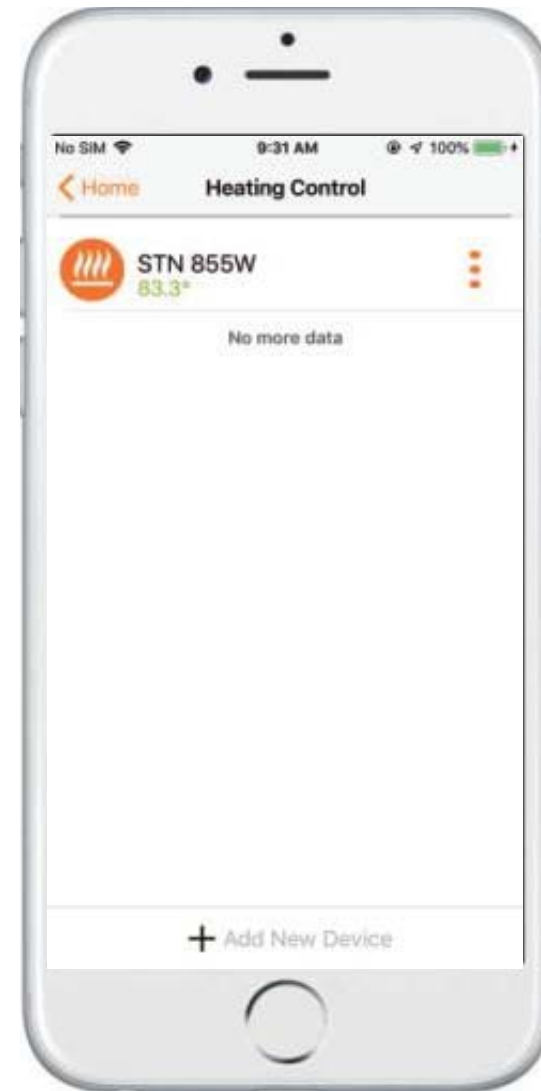 No SIM 9:31 AM 100%
Home Heating Control
STN 855W
83.3°
No more data
+ Add New Device